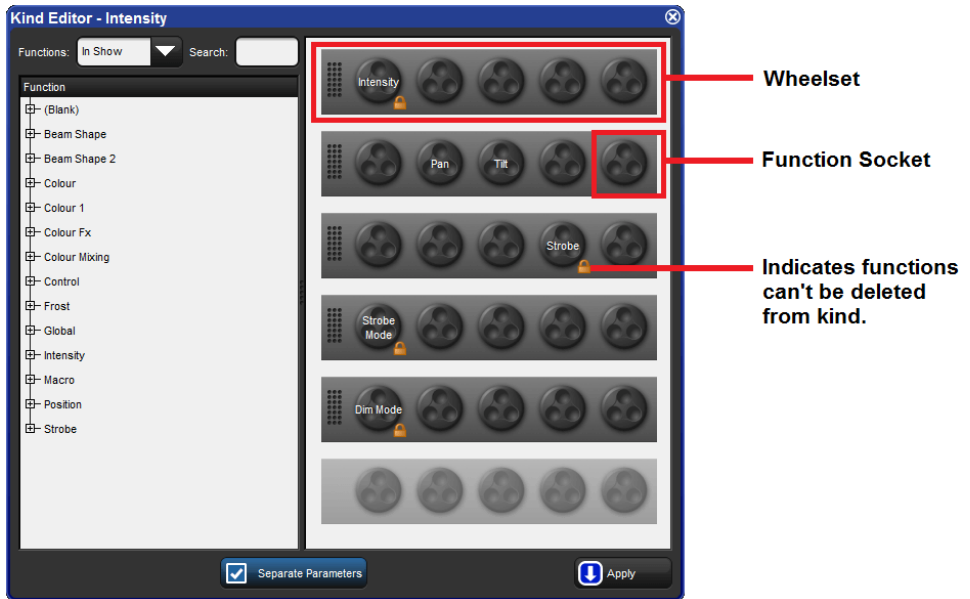 Kind Editor - Intensity
Functions: In Show Search:
Function
(Blank)
Beam Shape
Beam Shape 2
Colour
Colour 1
Colour Fx
Colour Mixing
Control
Frost
Global
Intensity
Macro
Position
Strobe
Intensity
Pan Tilt
Strobe
Strobe
Mode
Dim Mode
Separate Parameters
Apply
Wheelset
Function Socket
Indicates functions
can't be deleted
from kind.